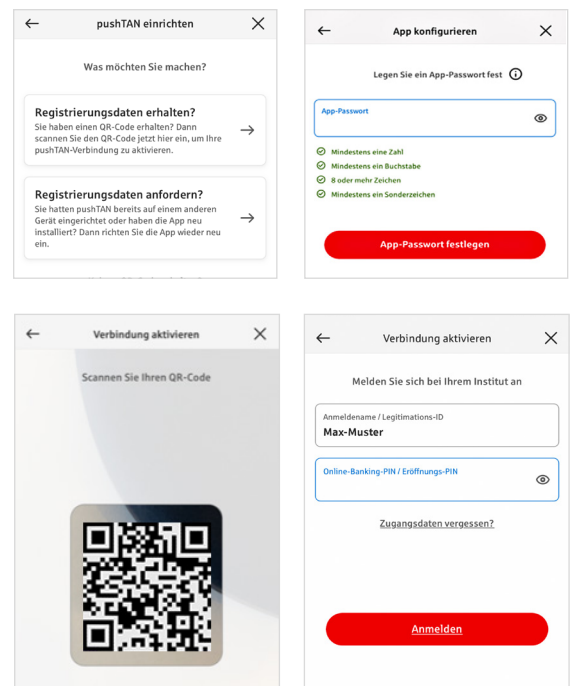 pushTAN einrichten
Was möchten Sie machen?
Registrierungsdaten erhalten?
Sie haben einen QR-Code erhalten? Dann
scannen Sie den QR-Code jetzt hier ein, um Ihre
pushTAN-Verbindung zu aktivieren.
Registrierungsdaten anfordern?
Sie hatten pushTAN bereits auf einem anderen
Gerät eingerichtet oder haben die App neu
installiert? Dann richten Sie die App wieder neu
ein.
App konfigurieren
Legen Sie ein App-Passwort fest
App-Passwort
Mindestens eine Zahl
Mindestens ein Buchstabe
8 oder mehr Zeichen
Mindestens ein Sonderzeichen
App-Passwort festlegen
Verbindung aktivieren
Scannen Sie Ihren QR-Code
Verbindung aktivieren
Melden Sie sich bei Ihrem Institut an
Anmeldename / Legitimations-ID
Max-Muster
Online-Banking-PIN / Eröffnungs-PIN
Zugangsdaten vergessen?
Anmelden